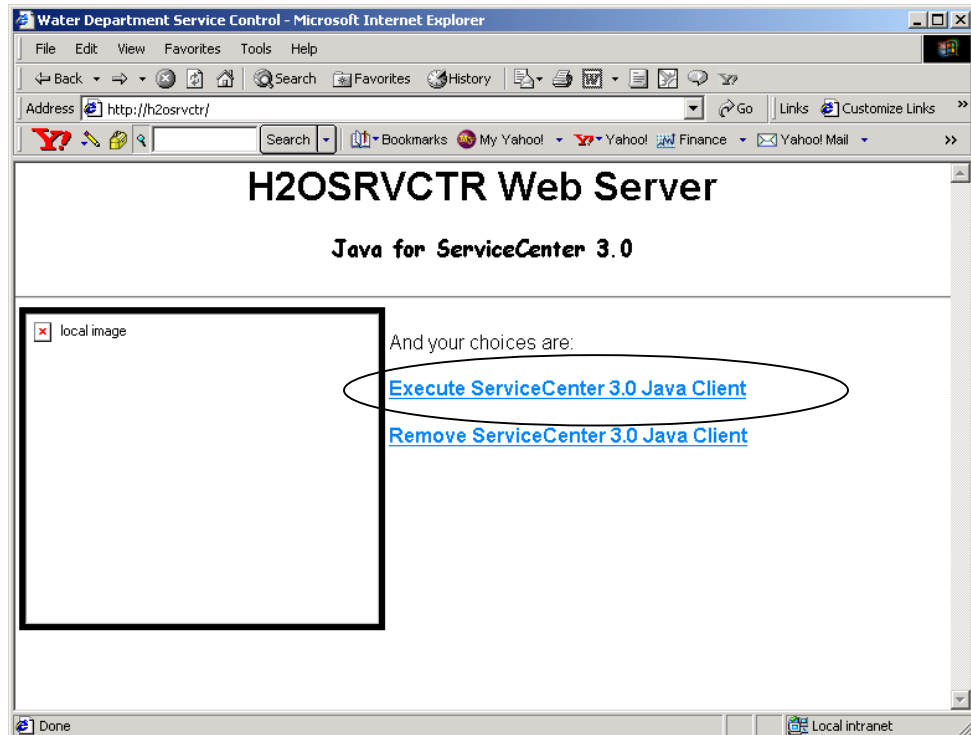 Water Department Service Control - Microsoft Internet Explorer
File Edit View Favorites Tools Help
Back Search Favorites History
Address http://h2osrvctr/ Go Links Customize Links »
Y! Search Bookmarks My Yahoo! Y! Yahoo! Finance Yahoo! Mail »
H2OSRVCTR Web Server
Java for ServiceCenter 3.0
local image
And your choices are:
Execute ServiceCenter 3.0 Java Client
Remove ServiceCenter 3.0 Java Client
Done Local intranet